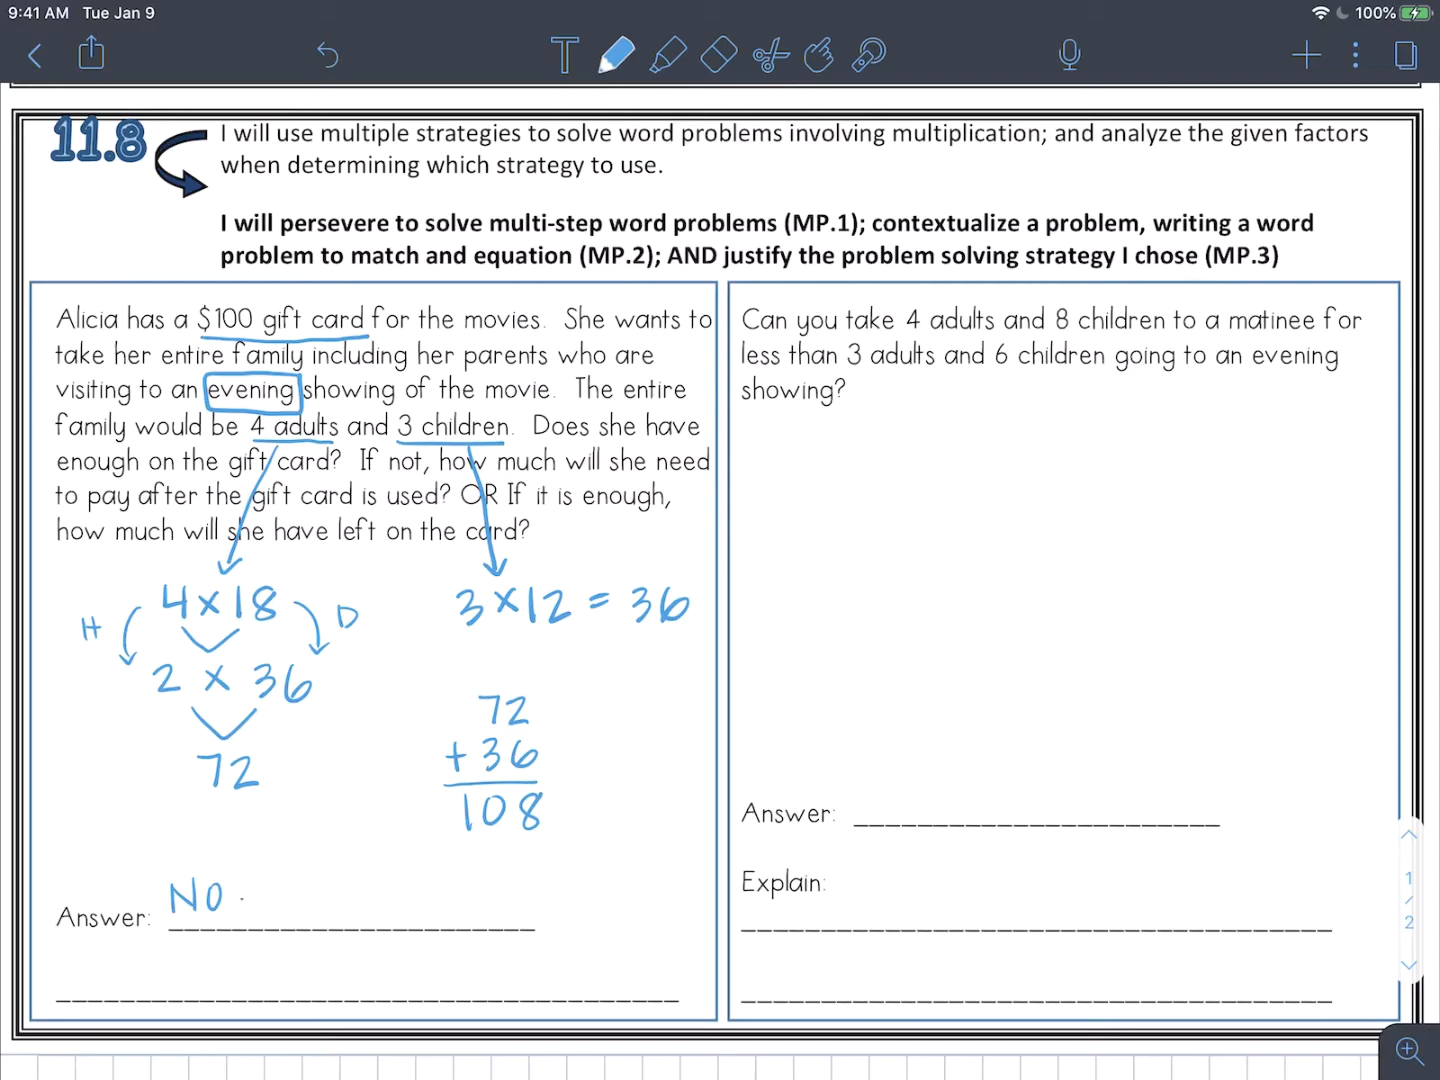 9:41 AM Tue Jan 9
100%
11.8
I will use multiple strategies to solve word problems involving multiplication; and analyze the given factors
when determining which strategy to use.
I will persevere to solve multi-step word problems (MP.1); contextualize a problem, writing a word
problem to match and equation (MP.2); AND justify the problem solving strategy I chose (MP.3)
Alicia has a $100 gift card for the movies. She wants to
take her entire family including her parents who are
visiting to an evening showing of the movie. The entire
family would be 4 adults and 3 children. Does she have
enough on the gift card? If not, how much will she need
to pay after the gift card is used? OR If it is enough,
how much will she have left on the card?
4 x 18
H D
2 x 36
72
3 x 12 = 36
72
+ 36
108
Answer: NO
Can you take 4 adults and 8 children to a matinee for
less than 3 adults and 6 children going to an evening
showing?
Answer:
Explain:
1
/
2